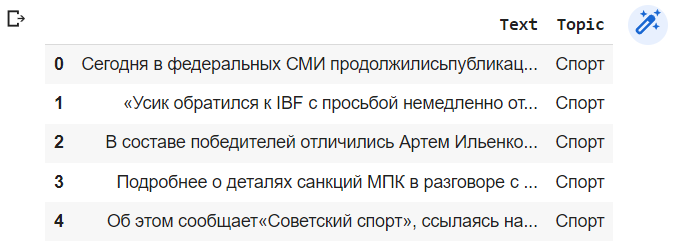 Text Topic
0 Сегодня в федеральных СМИ продолжилисьпубликац... Спорт
1 «Усик обратился к IBF с просьбой немедленно от... Спорт
2 В составе победителей отличились Артем Ильенко... Спорт
3 Подробнее о деталях санкций МПК в разговоре с ... Спорт
4 Об этом сообщает«Советский спорт», ссылаясь на... Спорт